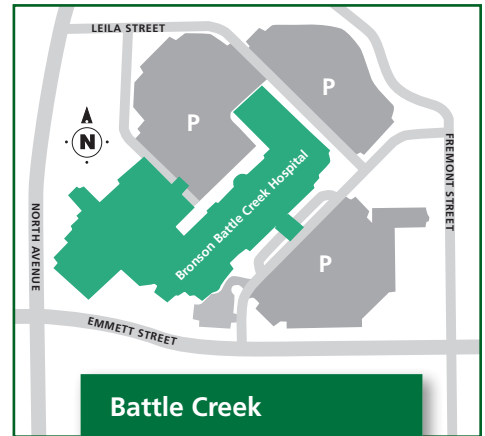 LEILA STREET
P
P
N
FREMONT STREET
Bronson Battle Creek Hospital
NORTH AVENUE
P
EMMETT STREET
Battle Creek